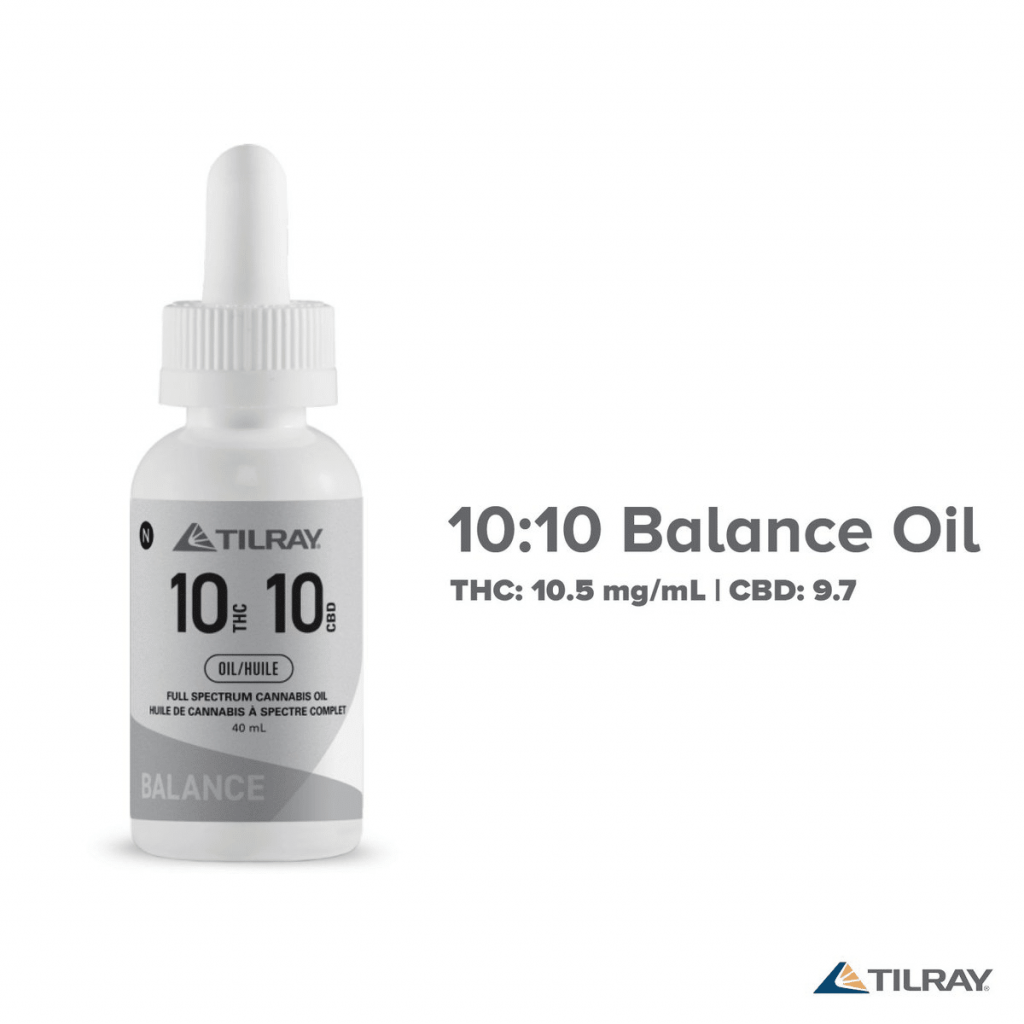 N
TILRAY
10 THC 10 CBD
OIL/HUILE
FULL SPECTRUM CANNABIS OIL
HUILE DE CANNABIS À SPECTRE COMPLET
40 mL
BALANCE
10:10 Balance Oil
THC: 10.5 mg/mL | CBD: 9.7
TILRAY®